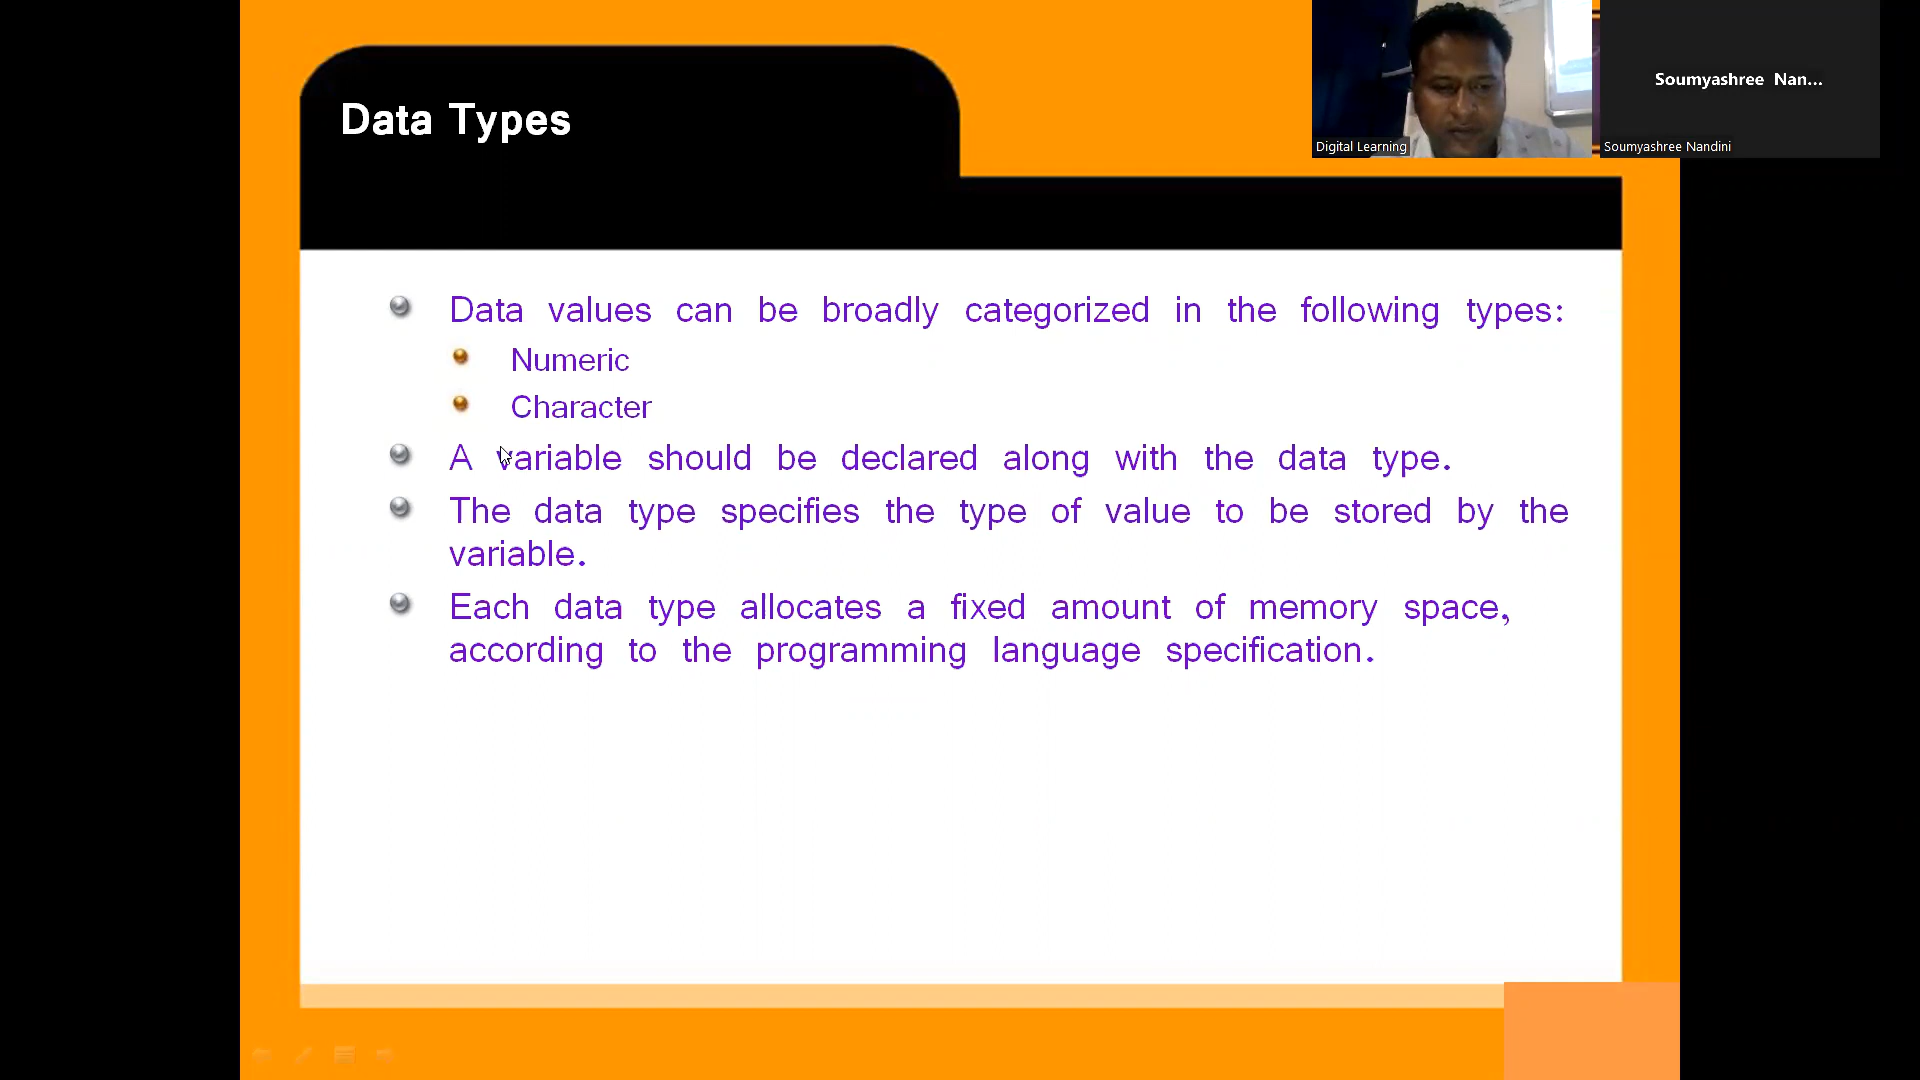 Data Types
Soumyashree Nan...
Digital Learning
Soumyashree Nandini
Data values can be broadly categorized in the following types:
Numeric
Character
A variable should be declared along with the data type.
The data type specifies the type of value to be stored by the
variable.
Each data type allocates a fixed amount of memory space,
according to the programming language specification.